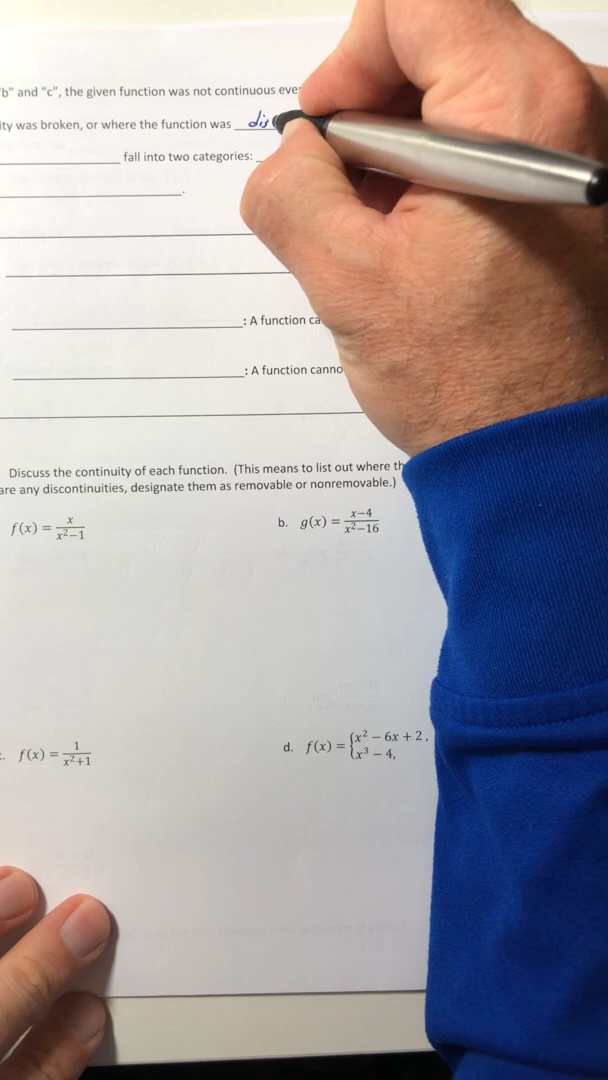 "b" and "c", the given function was not continuous eve
ity was broken, or where the function was dis
fall into two categories:
: A function ca
: A function canno
Discuss the continuity of each function. (This means to list out where th
are any discontinuities, designate them as removable or nonremovable.)
f(x) = x/(x²−1)
b. g(x) = (x−4)/(x²−16)
c. f(x) = 1/(x²+1)
d. f(x) = {x² − 6x + 2,
x³ − 4,